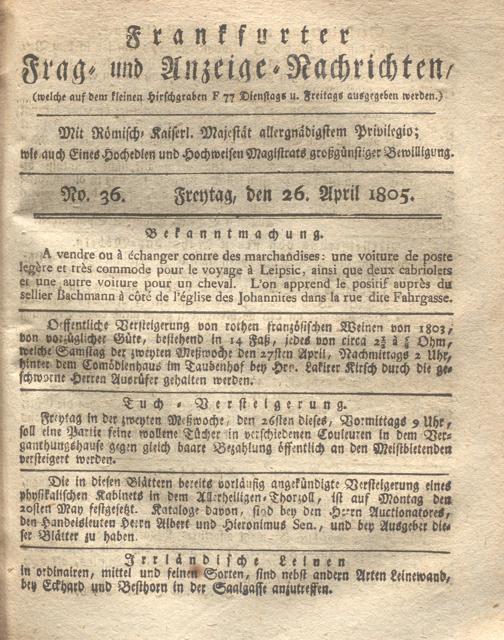 Frankfurter
Frag- und Anzeige-Nachrichten,
(welche auf dem kleinen Hirschgraben F 77 Dienstags u. Freitags ausgegeben werden.)
Mit Römisch Kaiserl. Majestät allergnädigstem Privilegio;
wie auch Eines Hochedlen und Hochweisen Magistrats großgünstiger Bewilligung.
No. 36. Freytag, den 26. April 1805.
Bekanntmachung.
A vendre ou à échanger contre des marchandises: une voiture de poste
legère et très commode pour le voyage à Leipsic, ainsi que deux cabriolets
et une autre voiture pour un cheval. L'on apprend le positif auprès du
sellier Bachmann à côté de l'église des Johannites dans la rue dite Fahrgasse.
Oeffentliche Versteigerung von rothen französischen Weinen von 1803,
von vorzüglicher Güte, bestehend in 14 Faß, jedes von circa Ohm,
welche Samstag der zweyten Meßwoche den 27sten April, Nachmittags 2 Uhr,
hinter dem Comödienhaus im Taubenhof bey Hrn. Lakirer Kirsch durch die ge-
schworne Herren Ausrüfer gehalten werden.
Tuch-Versteigerung.
Freytag in der zweyten Meßwoche, den 26sten dieses, Vormittags 9 Uhr,
soll eine Partie feine wollene Tücher in verschiedenen Couleuren in dem Ver-
ganthungshause gegen gleich baare Bezahlung öffentlich an den Meistbietenden
versteigert werden.
Die in diesen Blättern bereits vorläufig angekündigte Versteigerung eines
physikalischen Kabinets in dem Allerheiligen-Thorzoll, ist auf Montag den
20sten May festgesetzt. Kataloge davon, sind bey den Herrn Auctionatores,
den Handelsleuten Herrn Albert und Hieronimus Sen., und bey Ausgeber die-
ser Blätter zu haben.
Irrländische Leinen
in ordinairen, mittel und feinen Sorten, sind nebst andern Arten Leinewand,
bey Eckhard und Besthorn in der Saalgasse anzutreffen.